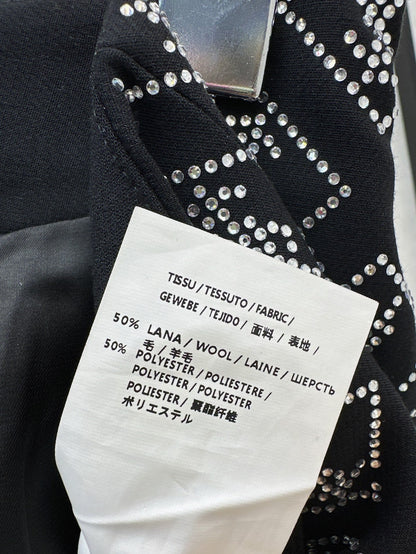 TISSU / TESSUTO / FABRIC /
GEWEBE / TEJIDO / 面料 / 表地 /
50% LANA / WOOL / LAINE / ШЕРСТЬ
毛 / 羊毛
50% POLYESTER / POLIESTERE /
POLYESTER / POLYESTER
POLIESTER / 聚酯纤维
ポリエステル